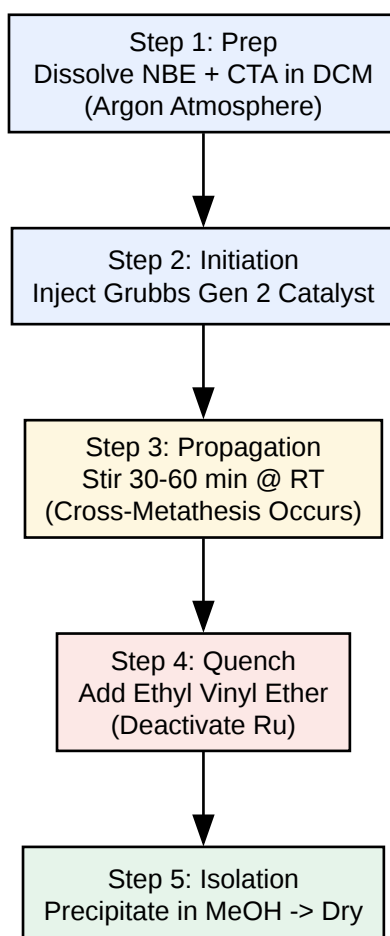 Step 1: Prep
Dissolve NBE + CTA in DCM
(Argon Atmosphere)
Step 2: Initiation
Inject Grubbs Gen 2 Catalyst
Step 3: Propagation
Stir 30-60 min @ RT
(Cross-Metathesis Occurs)
Step 4: Quench
Add Ethyl Vinyl Ether
(Deactivate Ru)
Step 5: Isolation
Precipitate in MeOH -> Dry